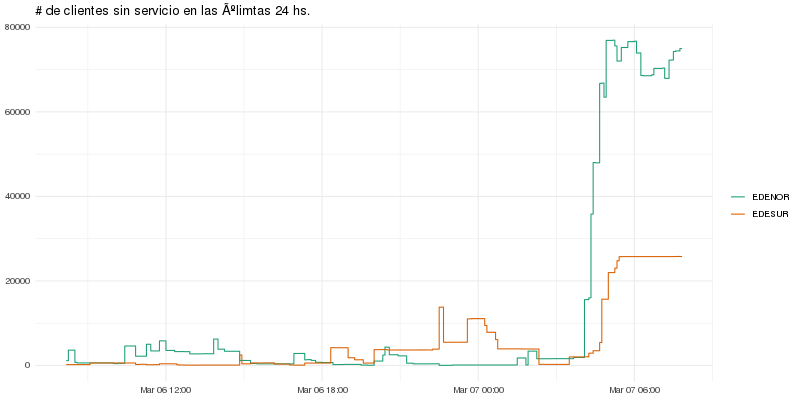 # de clientes sin servicio en las Ãºlimtas 24 hs.
80000
60000
40000
20000
0
Mar 06 12:00
Mar 06 18:00
Mar 07 00:00
Mar 07 06:00
EDENOR
EDESUR